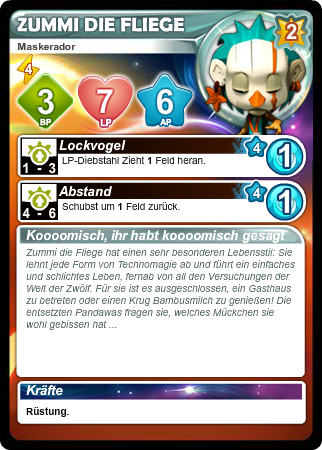 ZUMMI DIE FLIEGE
Maskerador
2
4
3
BP
7
LP
6
AP
Lockvogel
LP-Diebstahl Zieht 1 Feld heran.
1 - 3
4
1
Abstand
Schubst um 1 Feld zurück.
4 - 6
4
1
Koooomisch, ihr habt koooomisch gesagt
Zummi die Fliege hat einen sehr besonderen Lebensstil: Sie
lehnt jede Form von Technomagie ab und führt ein einfaches
und schlichtes Leben, fernab von all den Versuchungen der
Welt der Zwölf. Für sie ist es ausgeschlossen, ein Gasthaus
zu betreten oder einen Krug Bambusmilch zu genießen! Die
entsetzten Pandawas fragen sie, welches Mückchen sie
wohl gebissen hat ...
Kräfte
Rüstung.